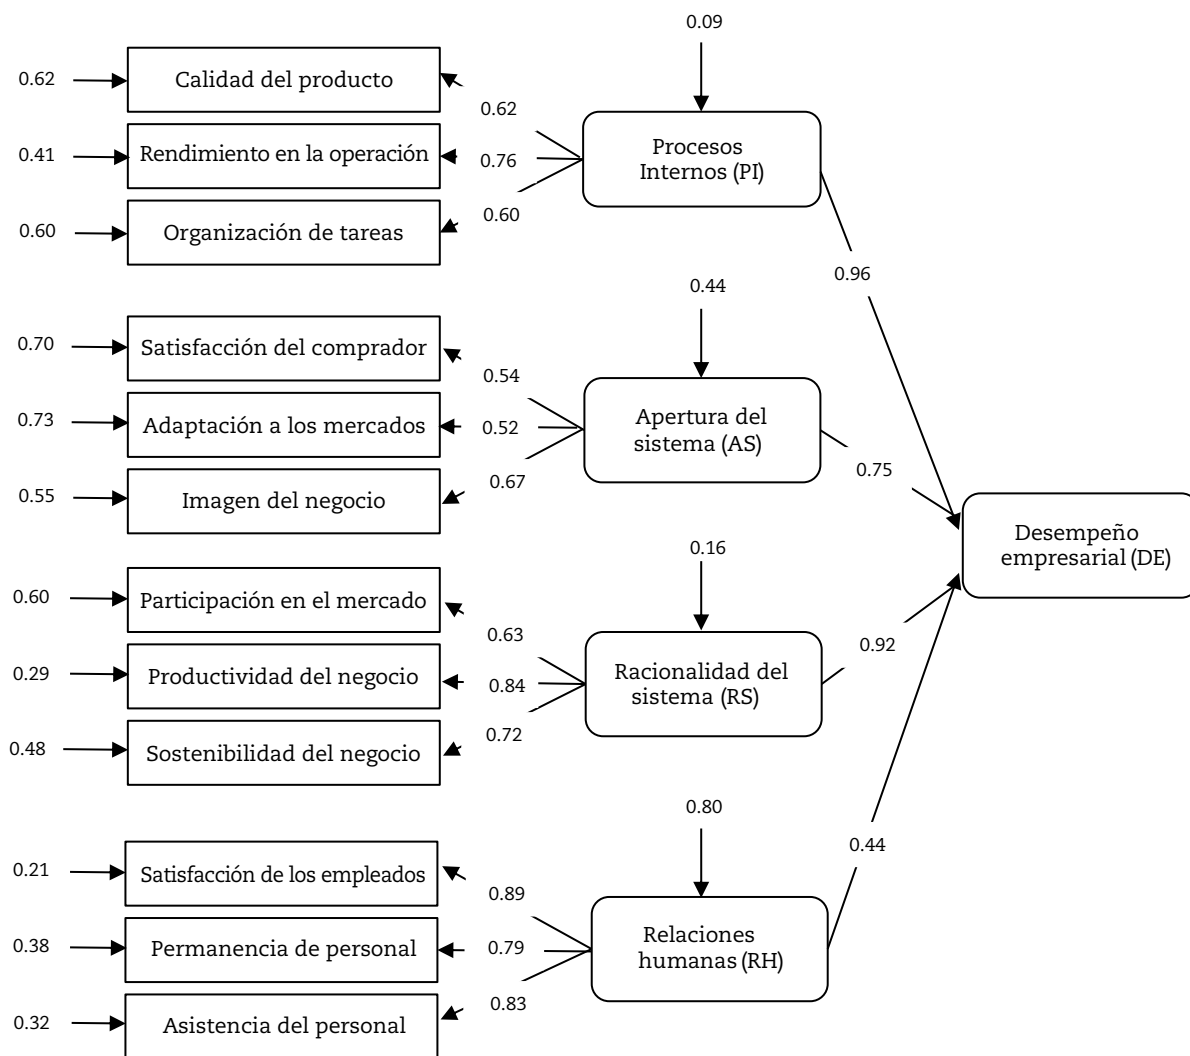 0.09
0.62
Calidad del producto
0.62
0.41
Rendimiento en la operación
0.76
Procesos
Internos (PI)
0.60
Organización de tareas
0.60
0.96
0.44
0.70
Satisfacción del comprador
0.54
0.73
Adaptación a los mercados
0.52
Apertura del
sistema (AS)
0.55
Imagen del negocio
0.67
0.75
Desempeño
empresarial (DE)
0.16
0.60
Participación en el mercado
0.63
0.29
Productividad del negocio
0.84
Racionalidad del
sistema (RS)
0.92
0.48
Sostenibilidad del negocio
0.72
0.80
0.44
0.21
Satisfacción de los empleados
0.89
0.38
Permanencia de personal
0.79
Relaciones
humanas (RH)
0.32
Asistencia del personal
0.83